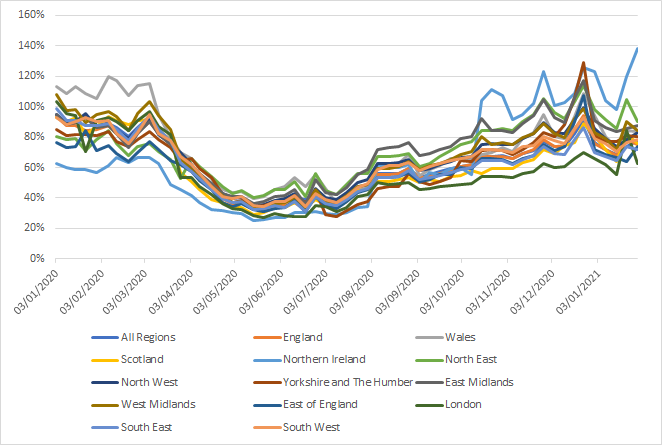 160%
140%
120%
100%
80%
60%
40%
20%
0%
03/01/2020 03/02/2020 03/03/2020 03/04/2020 03/05/2020 03/06/2020 03/07/2020 03/08/2020 03/09/2020 03/10/2020 03/11/2020 03/12/2020 03/01/2021
All Regions England Wales
Scotland Northern Ireland North East
North West Yorkshire and The Humber East Midlands
West Midlands East of England London
South East South West